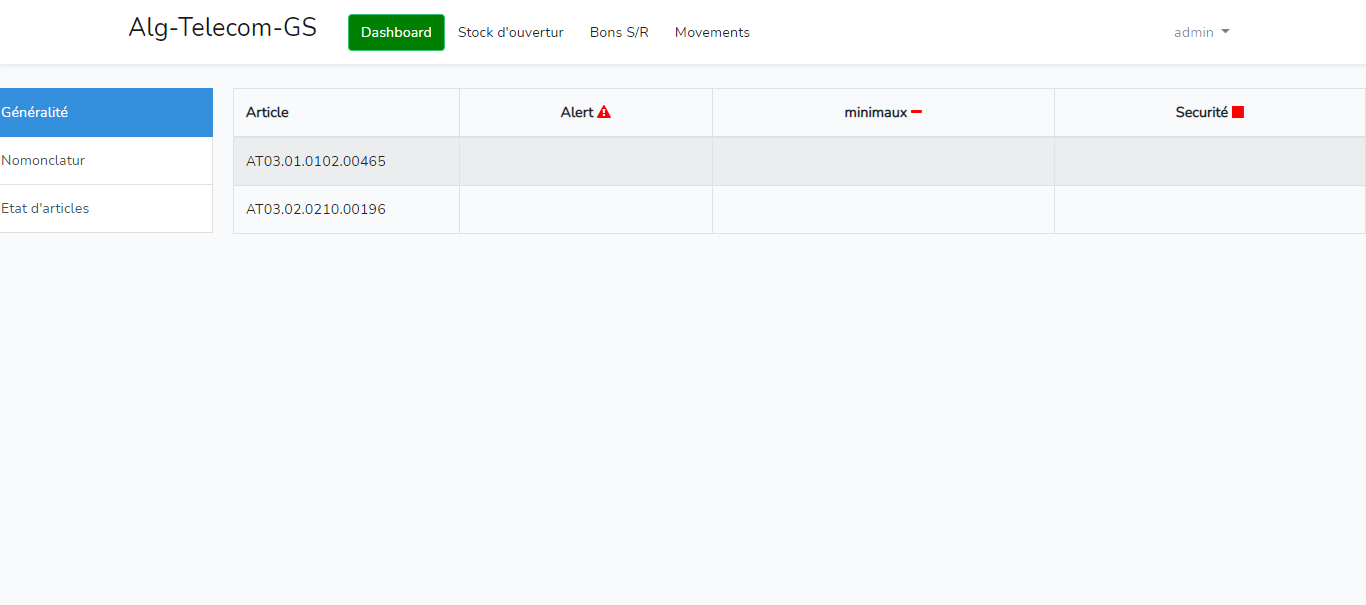 Alg-Telecom-GS Dashboard Stock d'ouvertur Bons S/R Movements admin
Généralité
Nomonclatur
Etat d'articles
Article Alert minimaux Securité
AT03.01.0102.00465
AT03.02.0210.00196